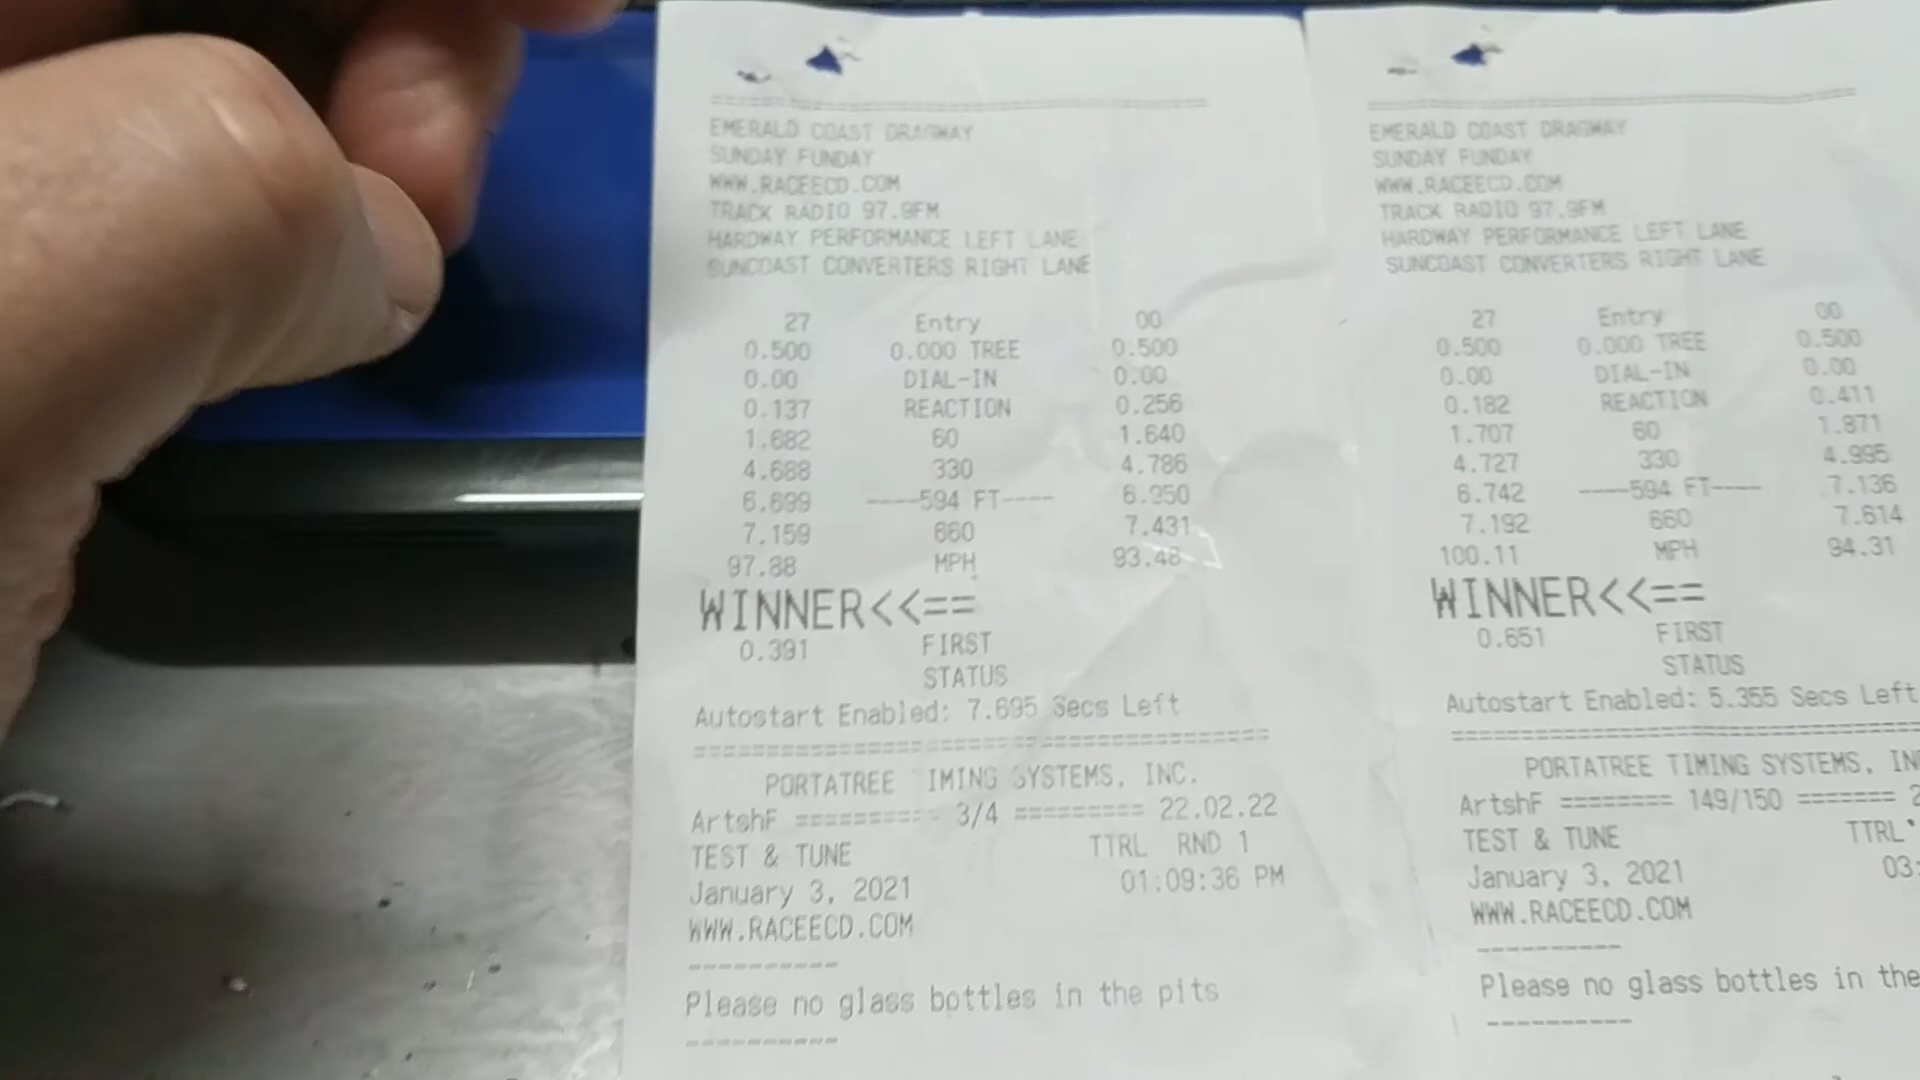 EMERALD COAST DRAGWAY
SUNDAY FUNDAY
WWW.RACEECD.COM
TRACK RADIO 97.9FM
HARDWAY PERFORMANCE LEFT LANE
SUNCOAST CONVERTERS RIGHT LANE
27 Entry 00
0.500 0.000 TREE 0.500
0.00 DIAL-IN 0.00
0.137 REACTION 0.256
1.682 60 1.640
4.688 330 4.786
6.699 ----594 FT---- 6.950
7.159 660 7.431
97.88 MPH 93.48
WINNER<<==
0.391 FIRST
STATUS
Autostart Enabled: 7.695 Secs Left
PORTATREE IMING SYSTEMS, INC.
ArtshF ========== 3/4 ========= 22.02.22
TEST & TUNE TTRL RND 1
January 3, 2021 01:09:36 PM
WWW.RACEECD.COM
----------
Please no glass bottles in the pits
----------
EMERALD COAST DRAGWAY
SUNDAY FUNDAY
WWW.RACEECD.COM
TRACK RADIO 97.9FM
HARDWAY PERFORMANCE LEFT LANE
SUNCOAST CONVERTERS RIGHT LANE
27 Entry 00
0.500 0.000 TREE 0.500
0.00 DIAL-IN 0.00
0.182 REACTION 0.411
1.707 60 1.871
4.727 330 4.995
6.742 ----594 FT---- 7.136
7.192 660 7.614
100.11 MPH 94.31
WINNER<<==
0.651 FIRST
STATUS
Autostart Enabled: 5.355 Secs Left
PORTATREE TIMING SYSTEMS, IN
ArtshF ======== 149/150 ======= 2
TEST & TUNE TTRL
January 3, 2021 03:
WWW.RACEECD.COM
----------
Please no glass bottles in the
----------